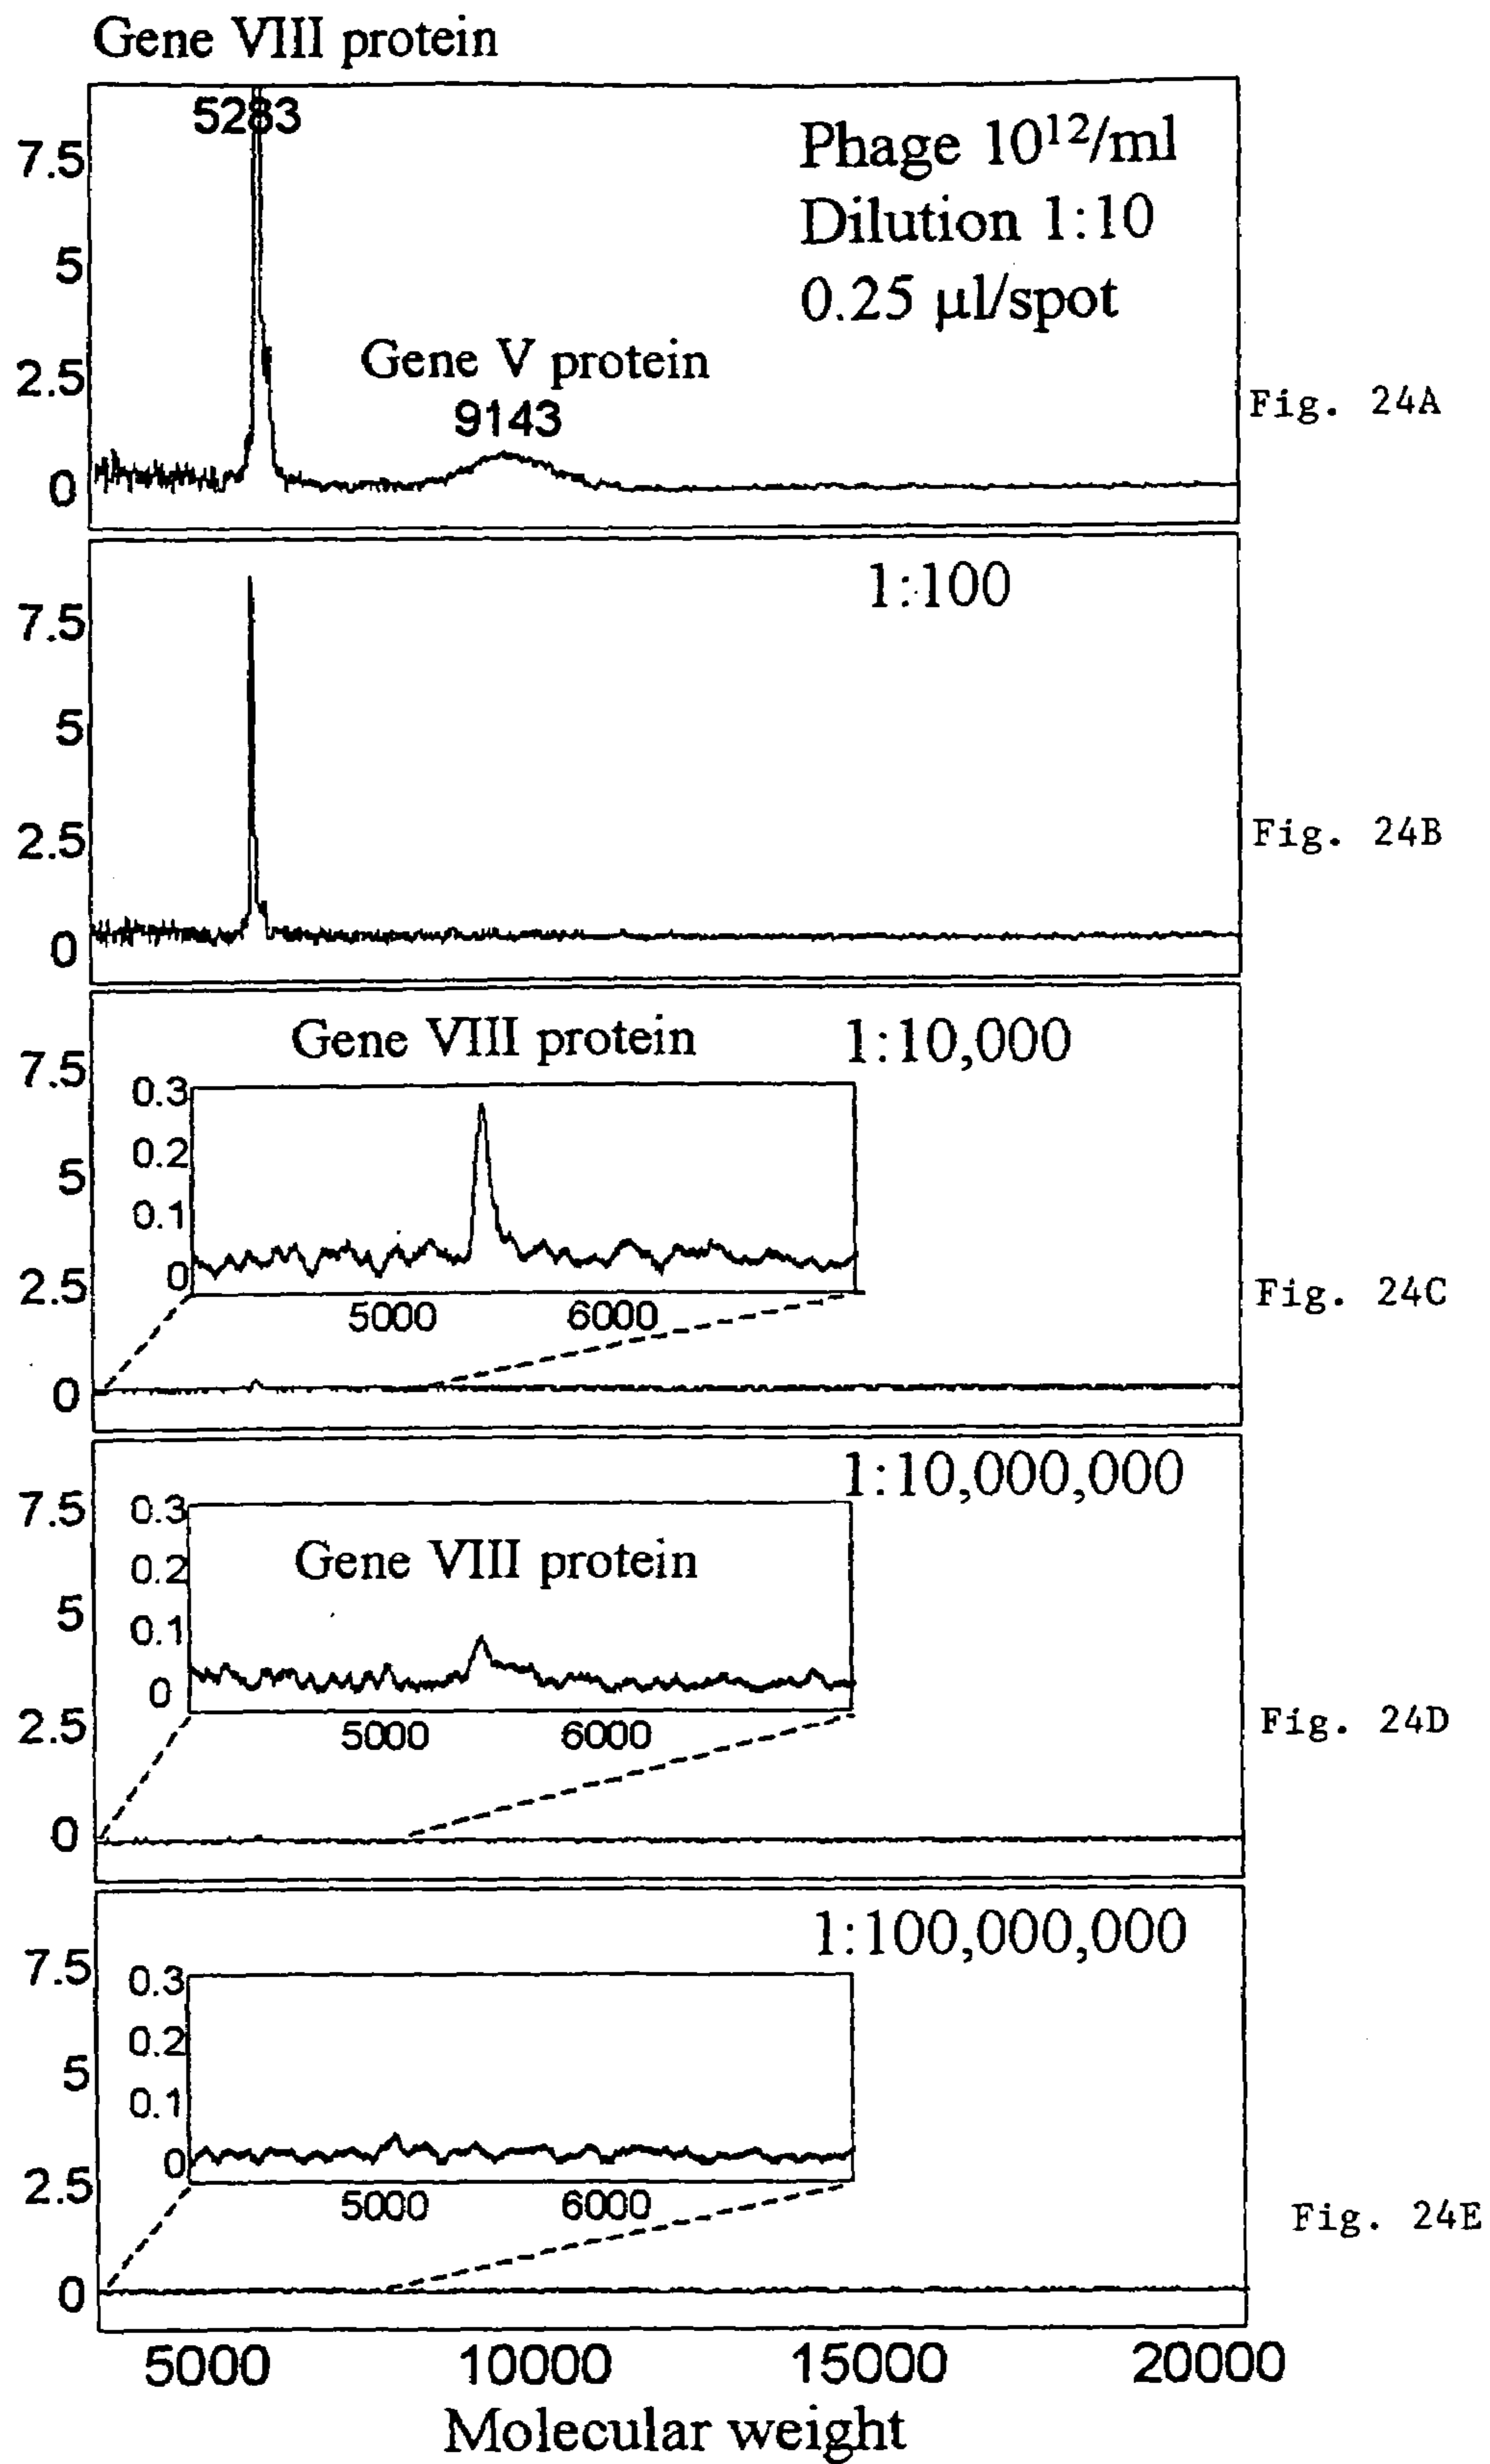 Gene VIII protein
5283
Phage 10¹²/ml
Dilution 1:10
0.25 µl/spot
Gene V protein
9143
7.5
5
2.5
0
Fig. 24A
1:100
7.5
5
2.5
0
Fig. 24B
Gene VIII protein
1:10,000
7.5
5
2.5
0
0.3
0.2
0.1
0
5000 6000
Fig. 24C
1:10,000,000
7.5
5
2.5
0
0.3
0.2
0.1
0
Gene VIII protein
5000 6000
Fig. 24D
1:100,000,000
7.5
5
2.5
0
0.3
0.2
0.1
0
5000 6000
Fig. 24E
5000 10000 15000 20000
Molecular weight